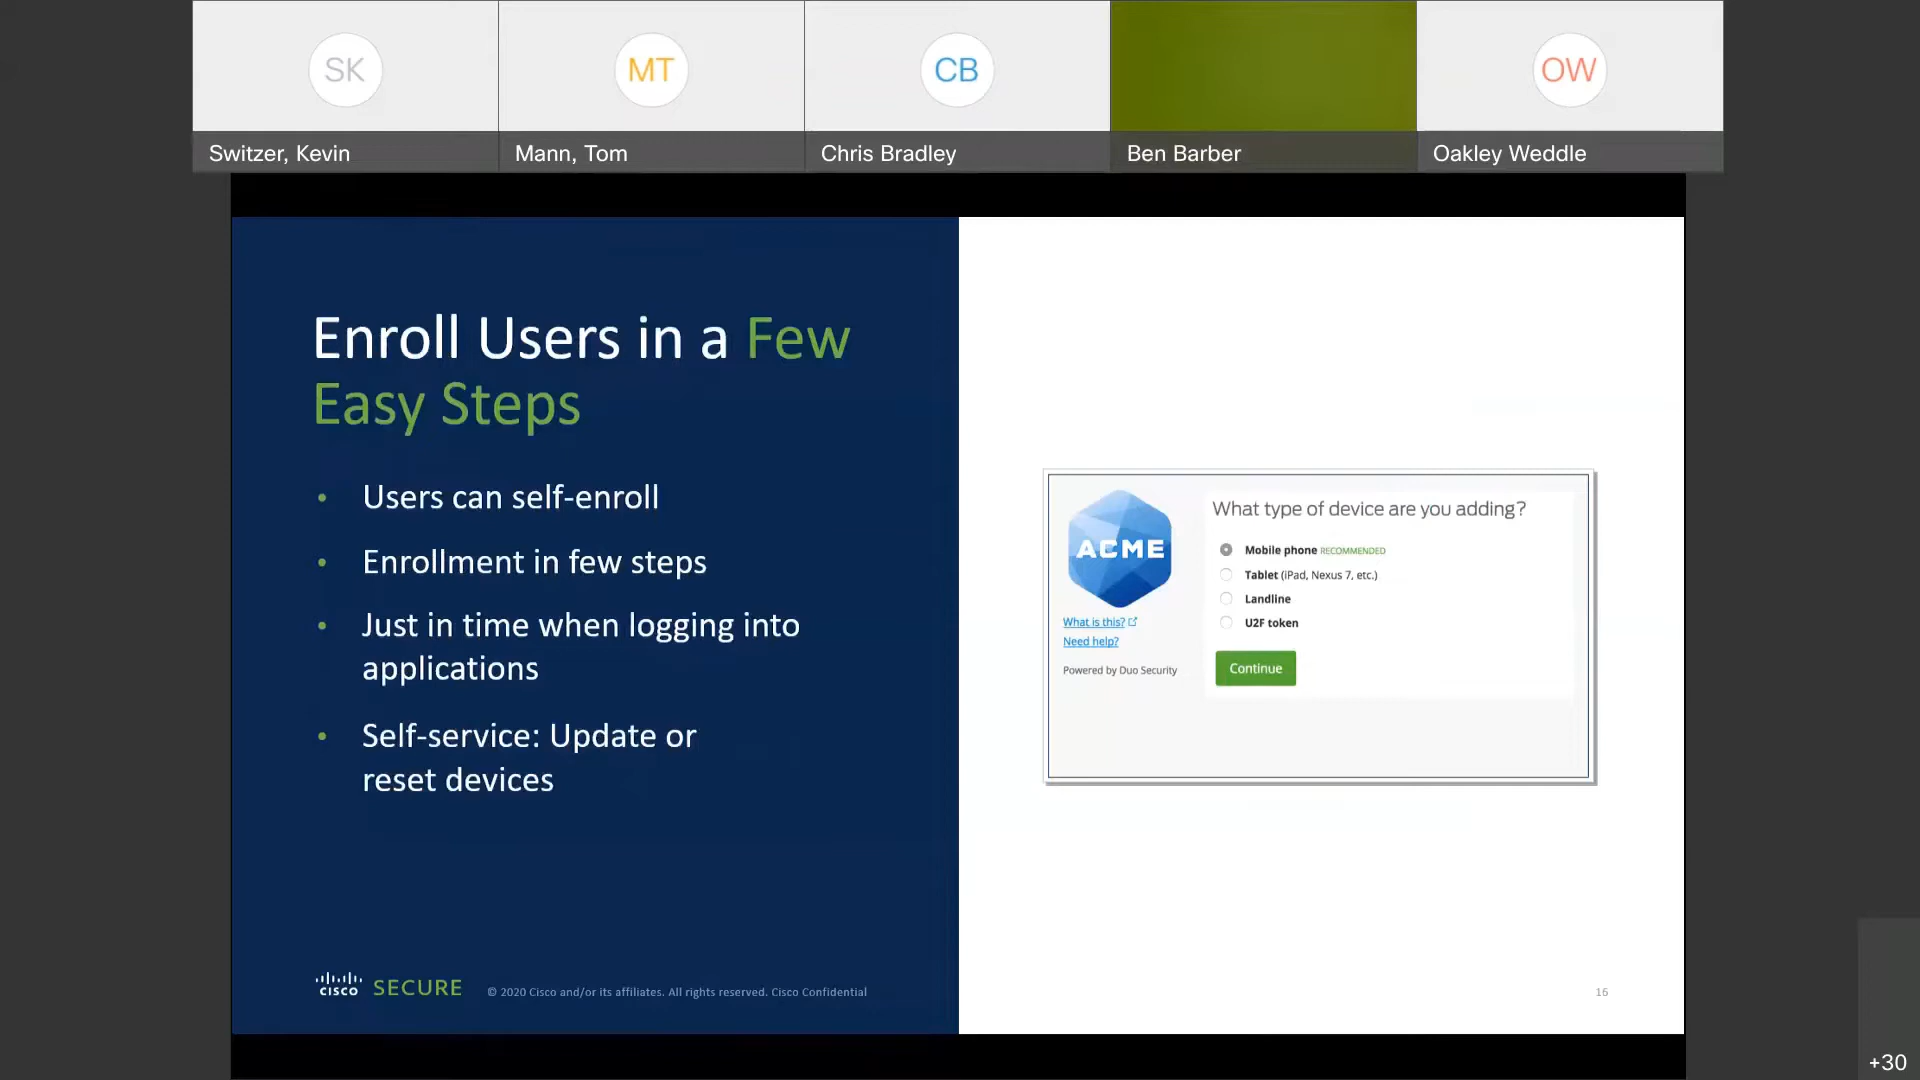 SK
MT
CB
OW
Switzer, Kevin
Mann, Tom
Chris Bradley
Ben Barber
Oakley Weddle
Enroll Users in a Few
Easy Steps
• Users can self-enroll
• Enrollment in few steps
• Just in time when logging into
applications
• Self-service: Update or
reset devices
ACME
What is this?
Need help?
Powered by Duo Security
What type of device are you adding?
Mobile phone RECOMMENDED
Tablet (iPad, Nexus 7, etc.)
Landline
U2F token
Continue
CISCO SECURE
© 2020 Cisco and/or its affiliates. All rights reserved. Cisco Confidential
16
+30